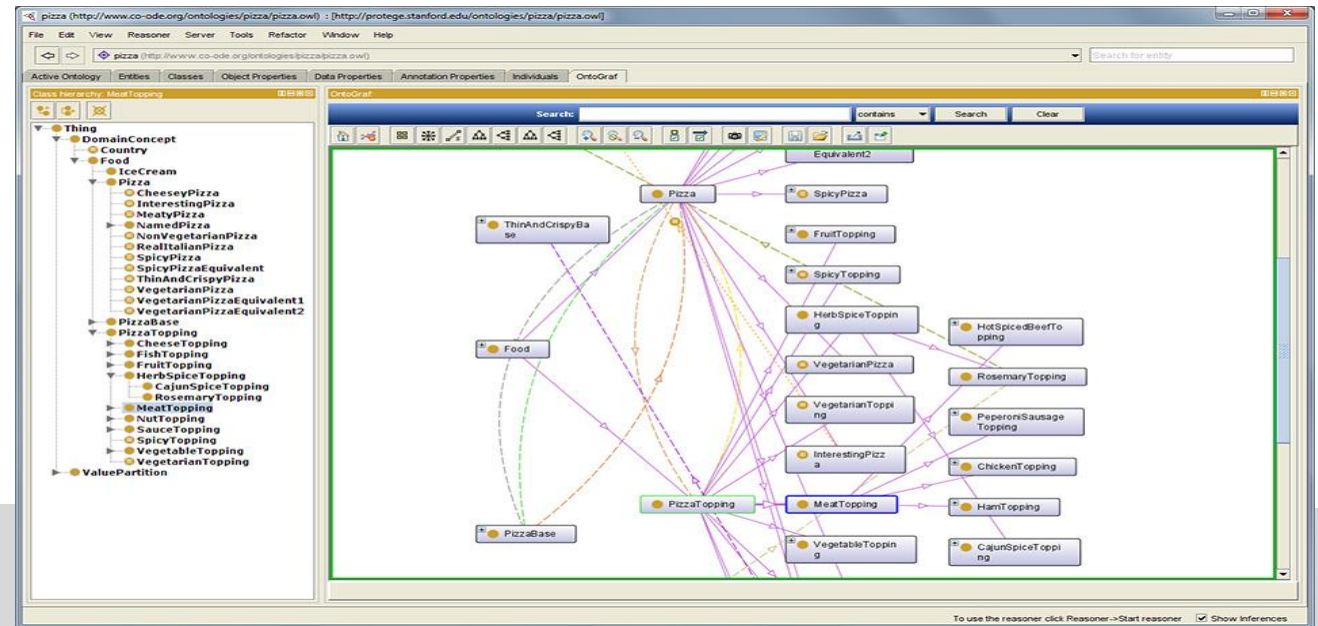 pizza (http://www.co-ode.org/ontologies/pizza/pizza.owl) : [http://protege.stanford.edu/ontologies/pizza/pizza.owl]
File Edit View Reasoner Server Tools Refactor Window Help
pizza (http://www.co-ode.org/ontologies/pizza/pizza.owl) Search for entity
Active Ontology Entities Classes Object Properties Data Properties Annotation Properties Individuals OntoGraf
Class hierarchy: MeatTopping
Thing
DomainConcept
Country
Food
IceCream
Pizza
CheeseyPizza
InterestingPizza
MeatyPizza
NamedPizza
NonVegetarianPizza
RealItalianPizza
SpicyPizza
SpicyPizzaEquivalent
ThinAndCrispyPizza
VegetarianPizza
VegetarianPizzaEquivalent1
VegetarianPizzaEquivalent2
PizzaBase
PizzaTopping
CheeseTopping
FishTopping
FruitTopping
HerbSpiceTopping
CajunSpiceTopping
RosemaryTopping
MeatTopping
NutTopping
SauceTopping
SpicyTopping
VegetableTopping
VegetarianTopping
ValuePartition
OntoGraf
Search: contains Search Clear
Equivalent2
Pizza
SpicyPizza
ThinAndCrispyBa
se
FruitTopping
SpicyTopping
HerbSpiceToppin
g
HotSpicedBeefTo
pping
Food
VegetarianPizza
RosemaryTopping
VegetarianToppi
ng
PeperoniSausage
Topping
InterestingPizz
a
ChickenTopping
PizzaTopping
MeatTopping
HamTopping
PizzaBase
VegetableToppin
g
CajunSpiceToppi
ng
To use the reasoner click Reasoner->Start reasoner Show Inferences